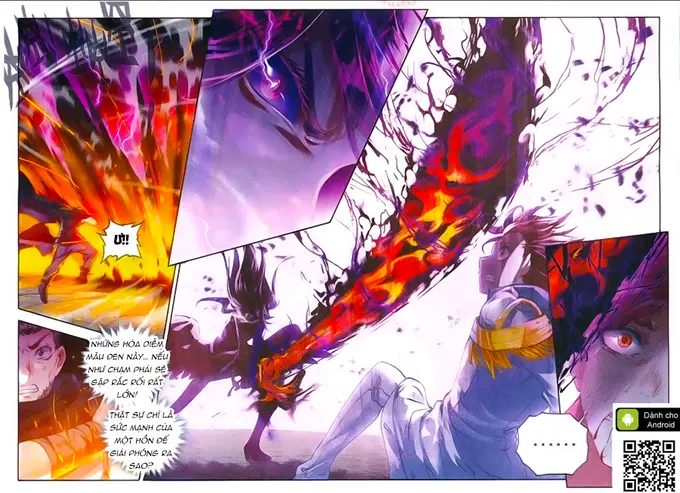 Ư!!
NHỮNG HỎA DIỄM
MÀU ĐEN NÀY... NẾU
NHƯ CHẠM PHẢI SẼ
GẶP RẮC RỐI RẤT
LỚN!
THẬT SỰ CHỈ LÀ
SỨC MẠNH CỦA
MỘT HỒN ĐẾ
GIẢI PHÓNG RA
SAO?
......
Dành cho
Android